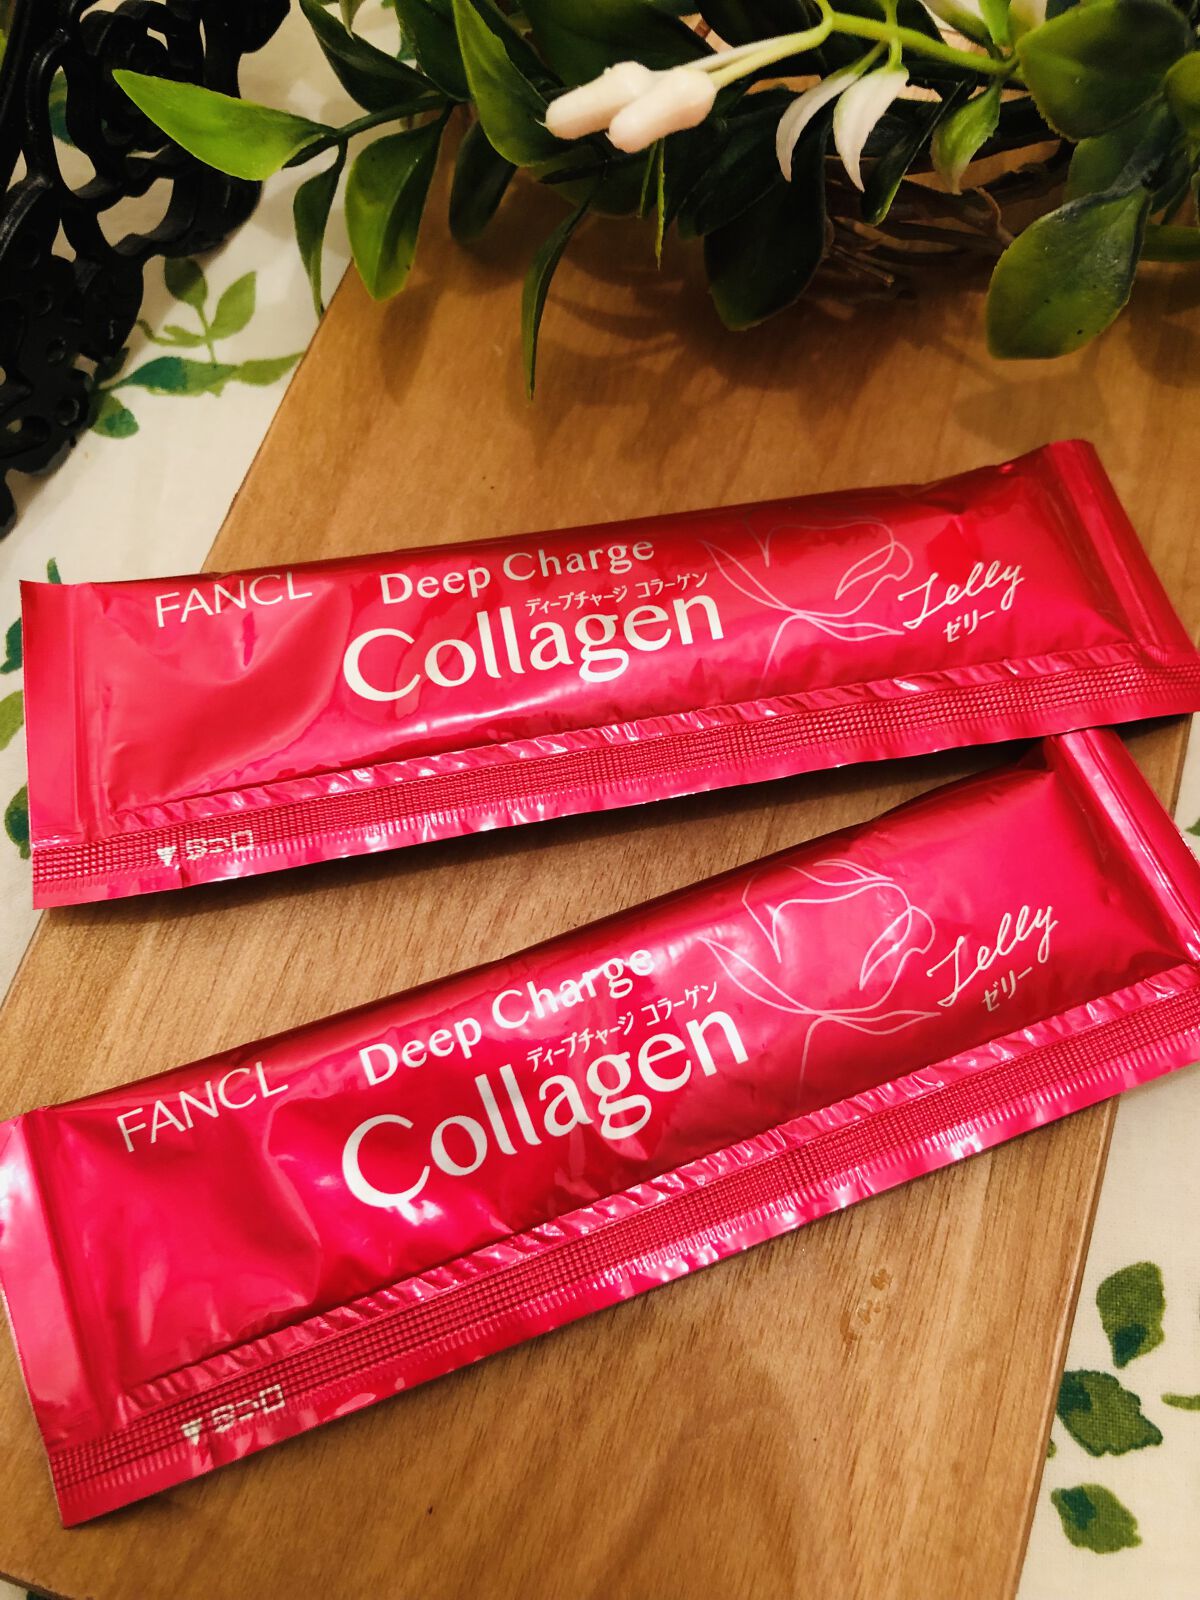 FANCL
Deep Charge
ディープチャージ コラーゲン
Collagen
Jelly
ゼリー
FANCL
Deep Charge
ディープチャージ コラーゲン
Collagen
Jelly
ゼリー